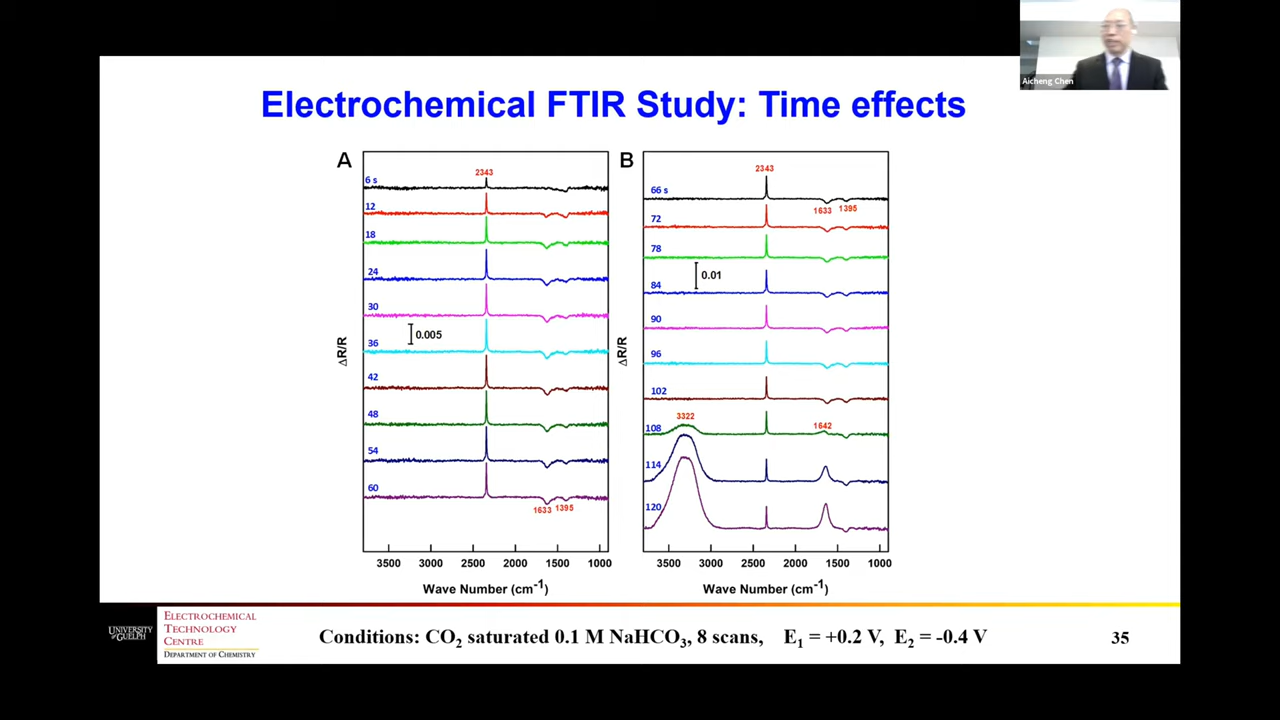 Aicheng Chen
Electrochemical FTIR Study: Time effects
A
2343
6 s
12
18
24
30
36
0.005
42
48
54
60
1633
1395
ΔR/R
3500 3000 2500 2000 1500 1000
Wave Number (cm⁻¹)
B
2343
66 s
1633
1395
72
78
0.01
84
90
96
102
3322
108
1642
114
120
ΔR/R
3500 3000 2500 2000 1500 1000
Wave Number (cm⁻¹)
UNIVERSITY
OF GUELPH
ELECTROCHEMICAL
TECHNOLOGY
CENTRE
DEPARTMENT OF CHEMISTRY
Conditions: CO₂ saturated 0.1 M NaHCO₃, 8 scans, E₁ = +0.2 V, E₂ = -0.4 V
35